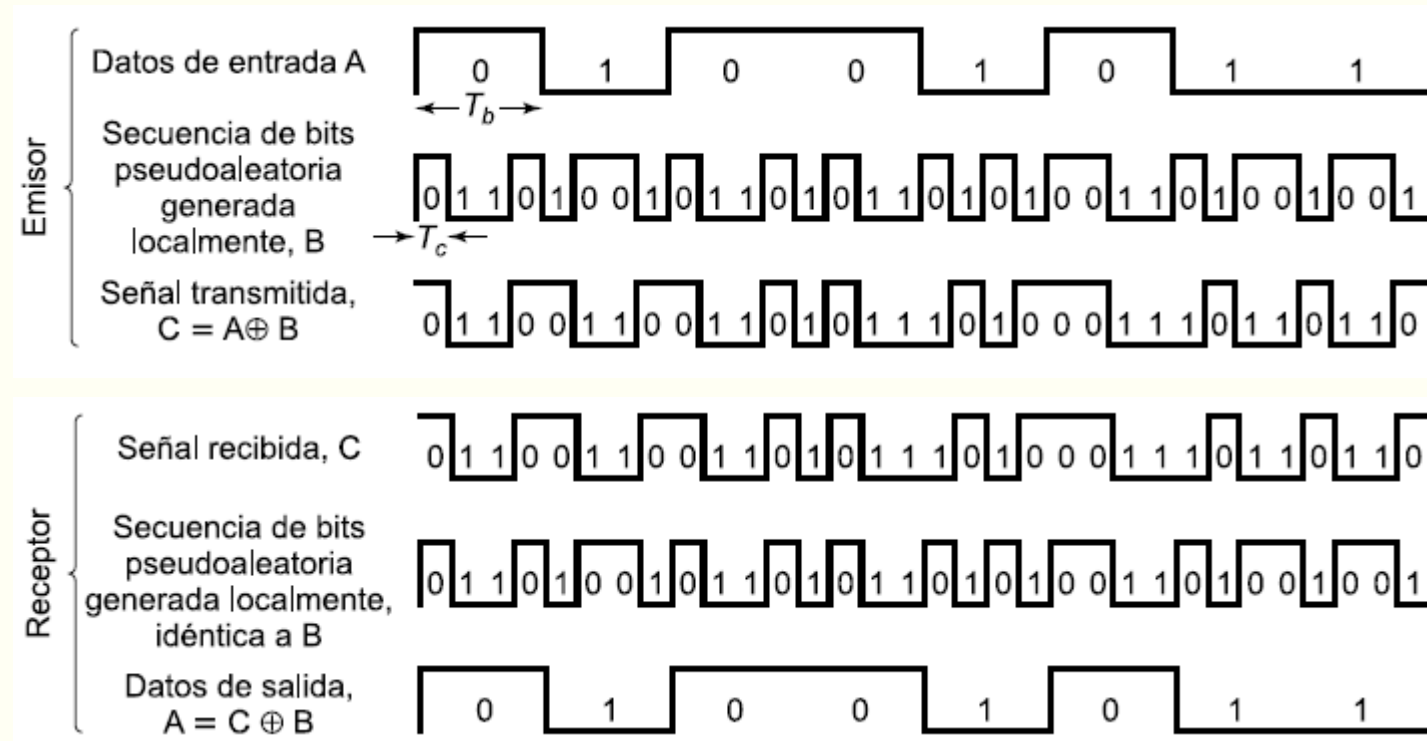 Emisor
Datos de entrada A
0 1 0 0 1 0 1 1
T_b
Secuencia de bits
pseudoaleatoria
generada
localmente, B
0 1 1 0 1 0 0 1 0 1 1 0 1 0 1 1 0 1 0 1 0 0 1 1 0 1 0 0 1 0 0 1
T_c
Señal transmitida,
C = A⊕ B
0 1 1 0 0 1 1 0 0 1 1 0 1 0 1 1 1 0 1 0 0 0 1 1 1 0 1 1 0 1 1 0
Receptor
Señal recibida, C
0 1 1 0 0 1 1 0 0 1 1 0 1 0 1 1 1 0 1 0 0 0 1 1 1 0 1 1 0 1 1 0
Secuencia de bits
pseudoaleatoria
generada localmente,
idéntica a B
0 1 1 0 1 0 0 1 0 1 1 0 1 0 1 1 0 1 0 1 0 0 1 1 0 1 0 0 1 0 0 1
Datos de salida,
A = C ⊕ B
0 1 0 0 1 0 1 1